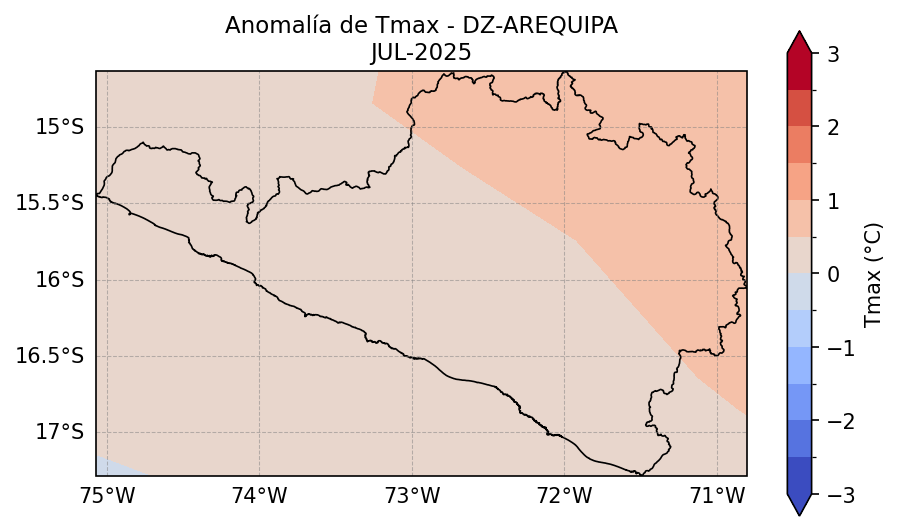 Anomalía de Tmax - DZ-AREQUIPA
JUL-2025
15°S
15.5°S
16°S
16.5°S
17°S
75°W
74°W
73°W
72°W
71°W
3
2
1
0
−1
−2
−3
Tmax (°C)